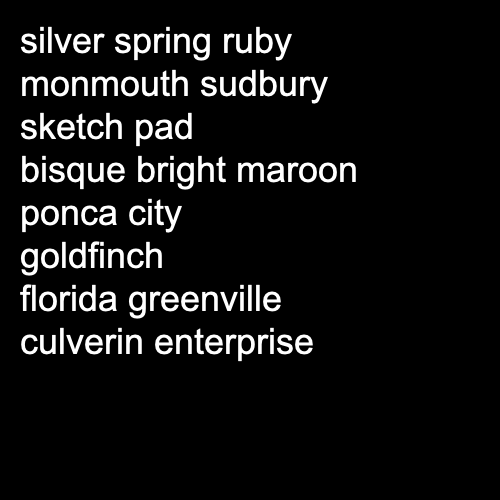 silver spring ruby
monmouth sudbury
sketch pad
bisque bright maroon
ponca city
goldfinch
florida greenville
culverin enterprise